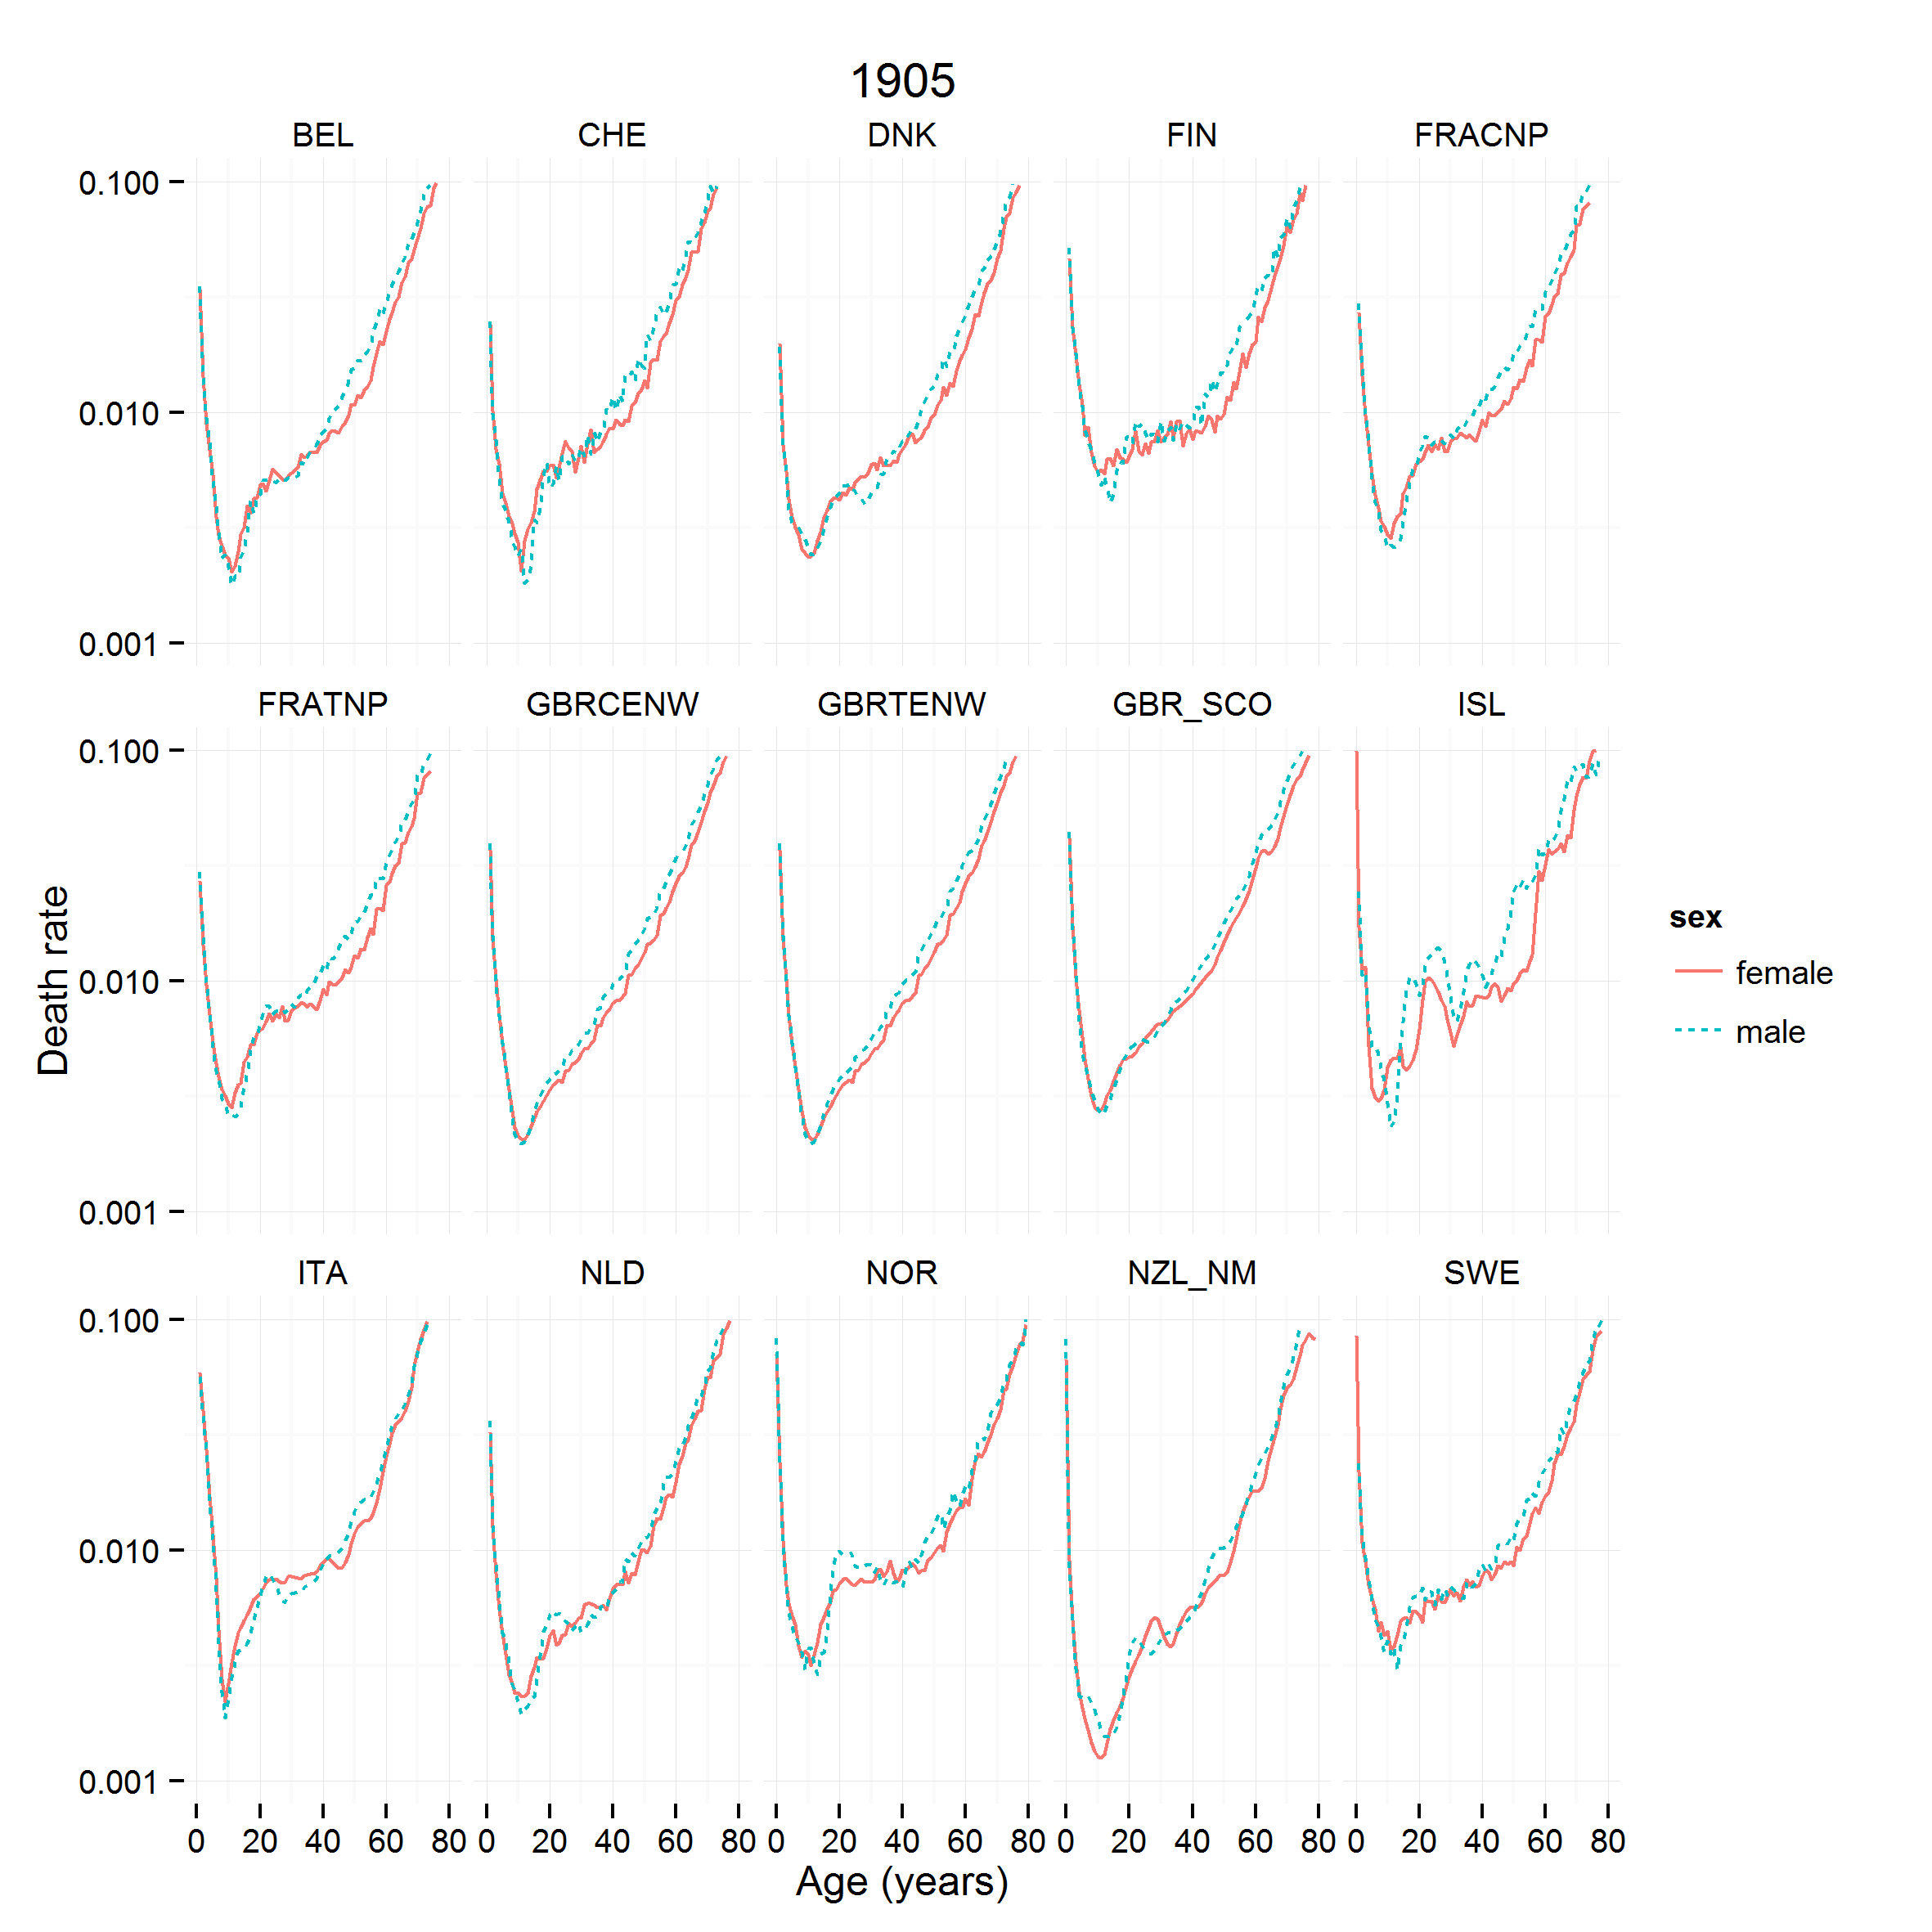 1905
BEL CHE DNK FIN FRACNP
0.100
0.010
0.001
FRATNP GBRCENW GBRTENW GBR_SCO ISL
0.100
0.010
0.001
ITA NLD NOR NZL_NM SWE
0.100
0.010
0.001
0 20 40 60 80 0 20 40 60 80 0 20 40 60 80 0 20 40 60 80 0 20 40 60 80
Age (years)
Death rate
sex
female
male